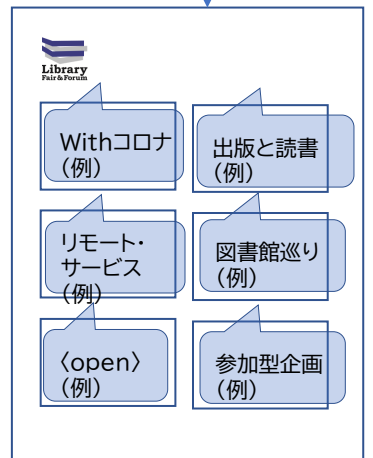 Library
Fair & Forum
Withコロナ
(例)
出版と読書
(例)
リモート・
サービス
(例)
図書館巡り
(例)
〈open〉
(例)
参加型企画
(例)